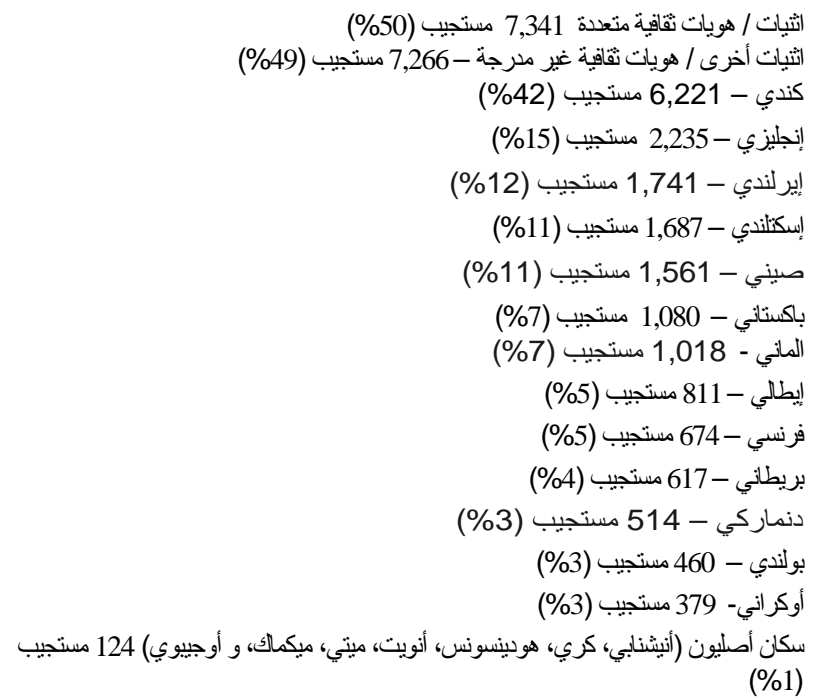 اثنيات / هويات ثقافية متعددة 7,341 مستجيب (50%)
اثنيات أخرى / هويات ثقافية غير مدرجة – 7,266 مستجيب (49%)
كندي – 6,221 مستجيب (42%)
إنجليزي – 2,235 مستجيب (15%)
إيرلندي – 1,741 مستجيب (12%)
إسكتلندي – 1,687 مستجيب (11%)
صيني – 1,561 مستجيب (11%)
باكستاني – 1,080 مستجيب (7%)
الماني - 1,018 مستجيب (7%)
إيطالي – 811 مستجيب (5%)
فرنسي – 674 مستجيب (5%)
بريطاني – 617 مستجيب (4%)
دنماركي – 514 مستجيب (3%)
بولندي – 460 مستجيب (3%)
أوكراني- 379 مستجيب (3%)
سكان أصليون (أنيشنابي، كري، هودينسونس، أنويت، ميتي، ميكماك، و أوجيبوي) 124 مستجيب
(1%)